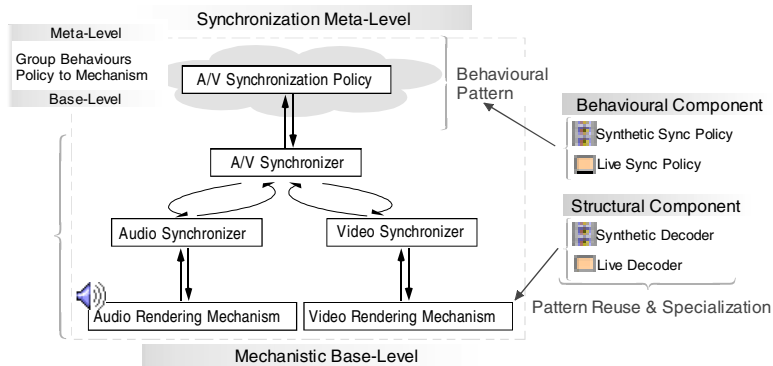 Synchronization Meta-Level
Meta-Level
Group Behaviours
Policy to Mechanism
Base-Level
A/V Synchronization Policy
Behavioural
Pattern
Behavioural Component
Synthetic Sync Policy
Live Sync Policy
A/V Synchronizer
Structural Component
Audio Synchronizer
Video Synchronizer
Synthetic Decoder
Live Decoder
Audio Rendering Mechanism
Video Rendering Mechanism
Pattern Reuse & Specialization
Mechanistic Base-Level